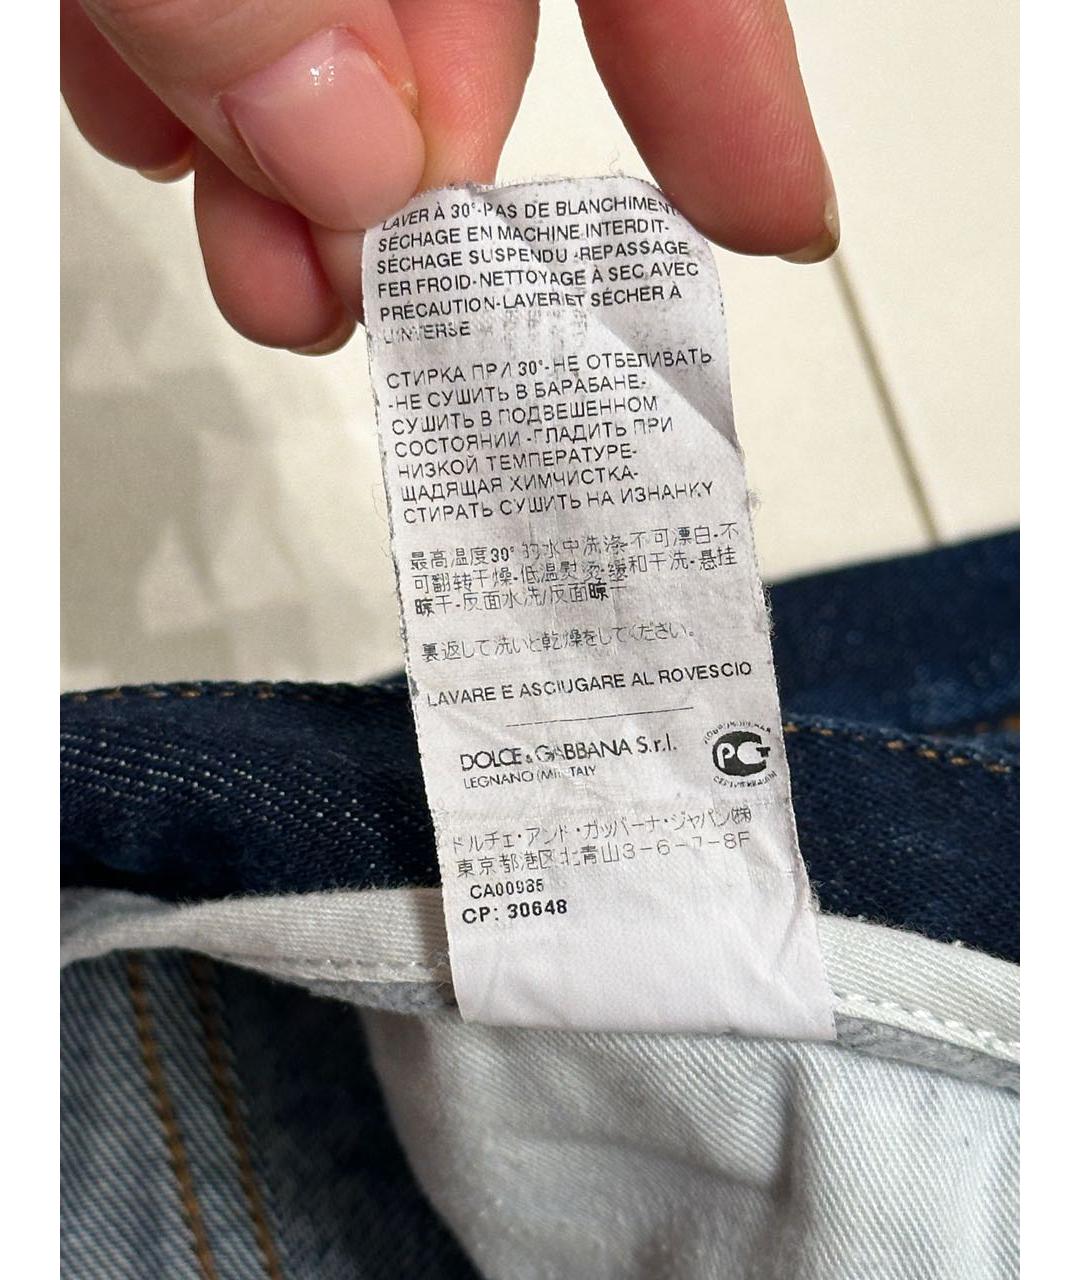 LAVER À 30°-PAS DE BLANCHIMENT
SÉCHAGE EN MACHINE INTERDIT-
SÉCHAGE SUSPENDU -REPASSAGE
FER FROID-NETTOYAGE À SEC AVEC
PRÉCAUTION-LAVER ET SÉCHER À
L'INVERSE
СТИРКА ПРИ 30°-НЕ ОТБЕЛИВАТЬ
-НЕ СУШИТЬ В БАРАБАНЕ-
СУШИТЬ В ПОДВЕШЕННОМ
СОСТОЯНИИ -ГЛАДИТЬ ПРИ
НИЗКОЙ ТЕМПЕРАТУРЕ-
ЩАДЯЩАЯ ХИМЧИСТКА-
СТИРАТЬ СУШИТЬ НА ИЗНАНКУ
最高温度30° 的水中洗涤-不可漂白-不
可翻转干燥-低温熨烫-缓和干洗-悬挂
晾干-反面水洗/反面晾干
裏返して洗いと乾燥をしてください。
LAVARE E ASCIUGARE AL ROVESCIO
DOLCE & GABBANA S.r.l.
LEGNANO (MI) ITALY
РСТ
ドルチェ・アンド・ガッバーナ・ジャパン㈱
東京都港区北青山3-6-7-8F
CA00985
CP: 30648